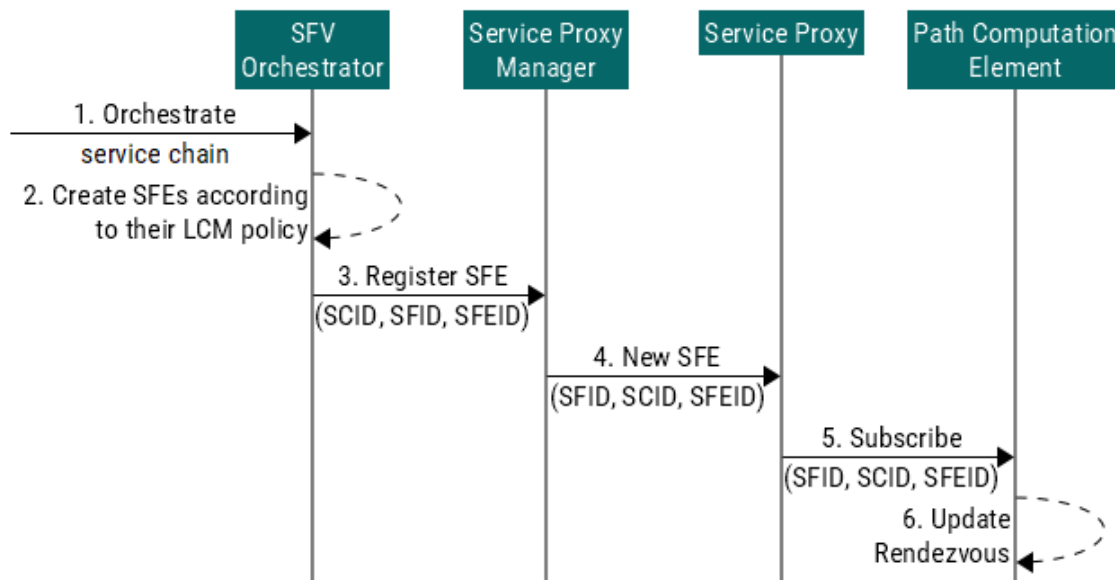 SFV
Orchestrator
Service Proxy
Manager
Service Proxy
Path Computation
Element
1. Orchestrate
service chain
2. Create SFEs according
to their LCM policy
3. Register SFE
(SCID, SFID, SFEID)
4. New SFE
(SFID, SCID, SFEID)
5. Subscribe
(SFID, SCID, SFEID)
6. Update
Rendezvous